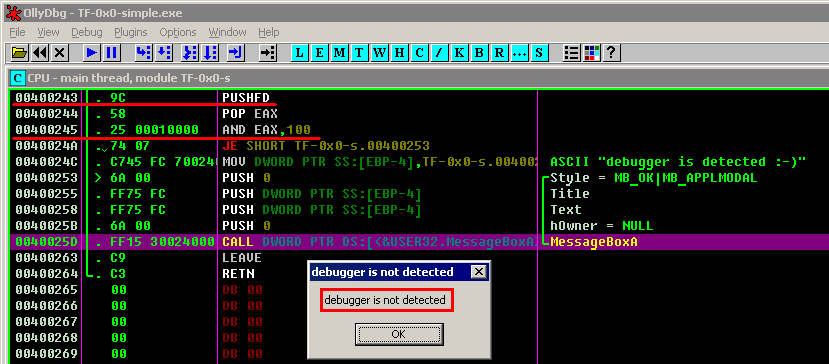 OllyDbg - TF-0x0-simple.exe
File View Debug Plugins Options Window Help
L E M T W H C / K B R ... S ?
C CPU - main thread, module TF-0x0-s
00400243 . 9C PUSHFD
00400244 . 58 POP EAX
00400245 . 25 00010000 AND EAX,100
0040024A .˅ 74 07 JE SHORT TF-0x0-s.00400253
0040024C . C745 FC 700240 MOV DWORD PTR SS:[EBP-4],TF-0x0-s.004002 ASCII "debugger is detected :-)"
00400253 > 6A 00 PUSH 0 Style = MB_OK|MB_APPLMODAL
00400255 . FF75 FC PUSH DWORD PTR SS:[EBP-4] Title
00400258 . FF75 FC PUSH DWORD PTR SS:[EBP-4] Text
0040025B . 6A 00 PUSH 0 hOwner = NULL
0040025D . FF15 30024000 CALL DWORD PTR DS:[<&USER32.MessageBoxA> MessageBoxA
00400263 . C9 LEAVE
00400264 . C3 RETN
00400265 00 DB 00
00400266 00 DB 00
00400267 00 DB 00
00400268 00 DB 00
00400269 00 DB 00
debugger is not detected
debugger is not detected
OK